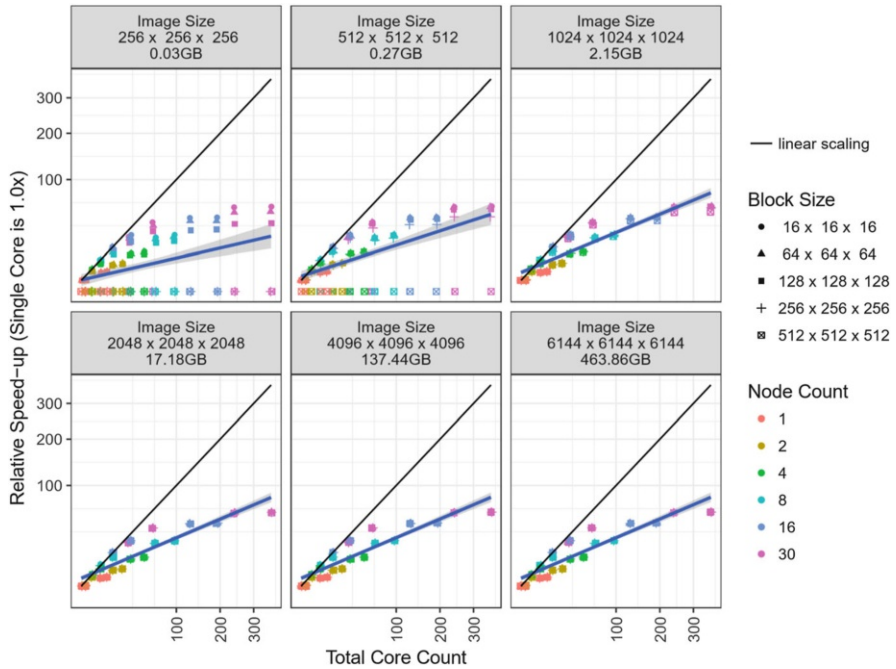 Image Size
256 x 256 x 256
0.03GB
Image Size
512 x 512 x 512
0.27GB
Image Size
1024 x 1024 x 1024
2.15GB
Relative Speed-up (Single Core is 1.0x)
300
200
100
Image Size
2048 x 2048 x 2048
17.18GB
Image Size
4096 x 4096 x 4096
137.44GB
Image Size
6144 x 6144 x 6144
463.86GB
300
200
100
100
200
300
100
200
300
100
200
300
Total Core Count
linear scaling
Block Size
16 x 16 x 16
64 x 64 x 64
128 x 128 x 128
256 x 256 x 256
512 x 512 x 512
Node Count
1
2
4
8
16
30